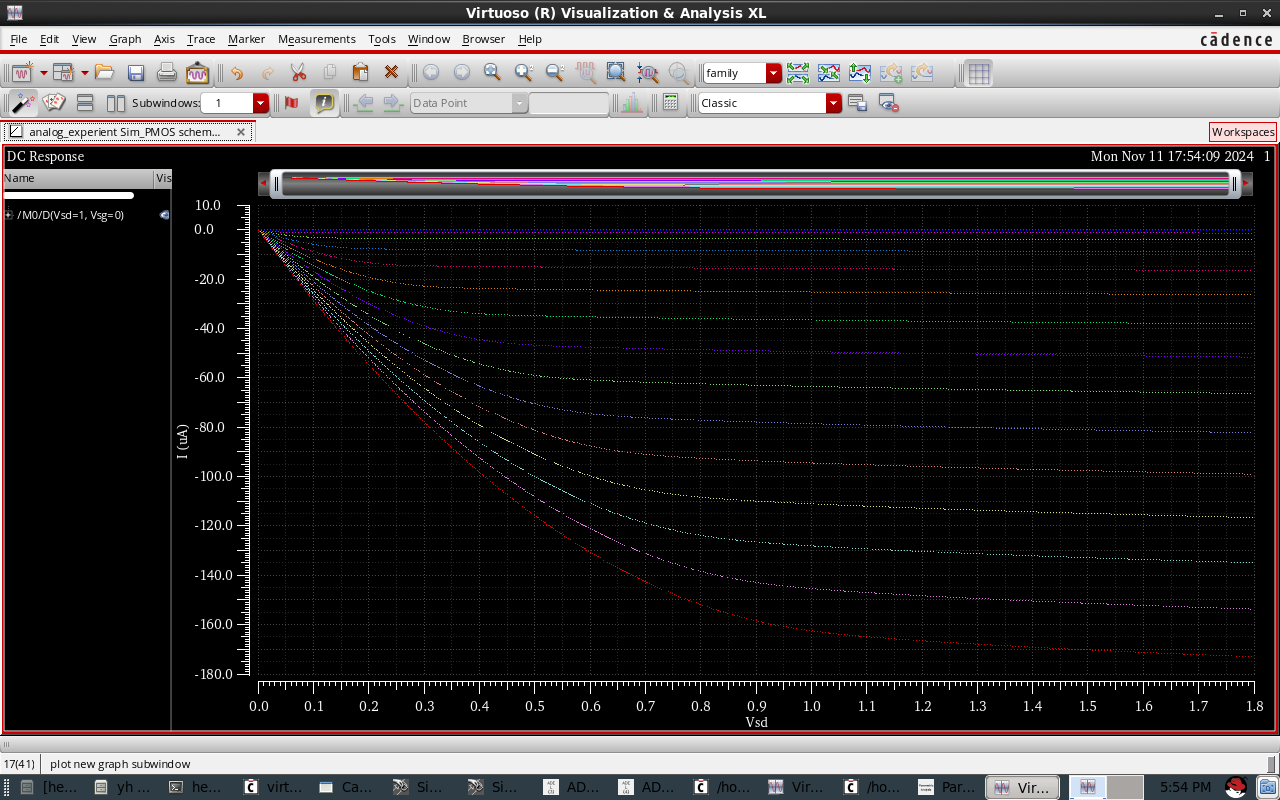 Virtuoso (R) Visualization & Analysis XL
File Edit View Graph Axis Trace Marker Measurements Tools Window Browser Help
cādence
family
Subwindows: 1
Data Point
Classic
analog_experient Sim_PMOS schem...
Workspaces
DC Response
Mon Nov 11 17:54:09 2024 1
Name Vis
/M0/D(Vsd=1, Vsg=0)
10.0
0.0
-20.0
-40.0
-60.0
-80.0
-100.0
-120.0
-140.0
-160.0
-180.0
I (uA)
0.0 0.1 0.2 0.3 0.4 0.5 0.6 0.7 0.8 0.9 1.0 1.1 1.2 1.3 1.4 1.5 1.6 1.7 1.8
Vsd
17(41) plot new graph subwindow
[he... yh ... he... virt... Ca... Si... Si... AD... AD... /ho... Vir... /ho... Par... Vir... 5:54 PM